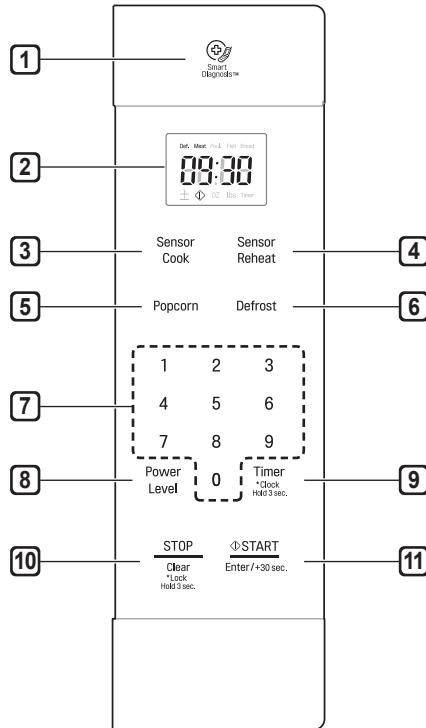 1
Smart
Diagnosis™
2
Def. Meat Poul. Fish Bread
09:30
± OZ lbs Timer
3
Sensor
Cook
Sensor
Reheat
4
5
Popcorn
Defrost
6
7
1 2 3
4 5 6
7 8 9
8
Power
Level
0
Timer
*Clock
Hold 3 sec.
9
10
STOP
Clear
*Lock
Hold 3 sec.
START
Enter/+30 sec.
11